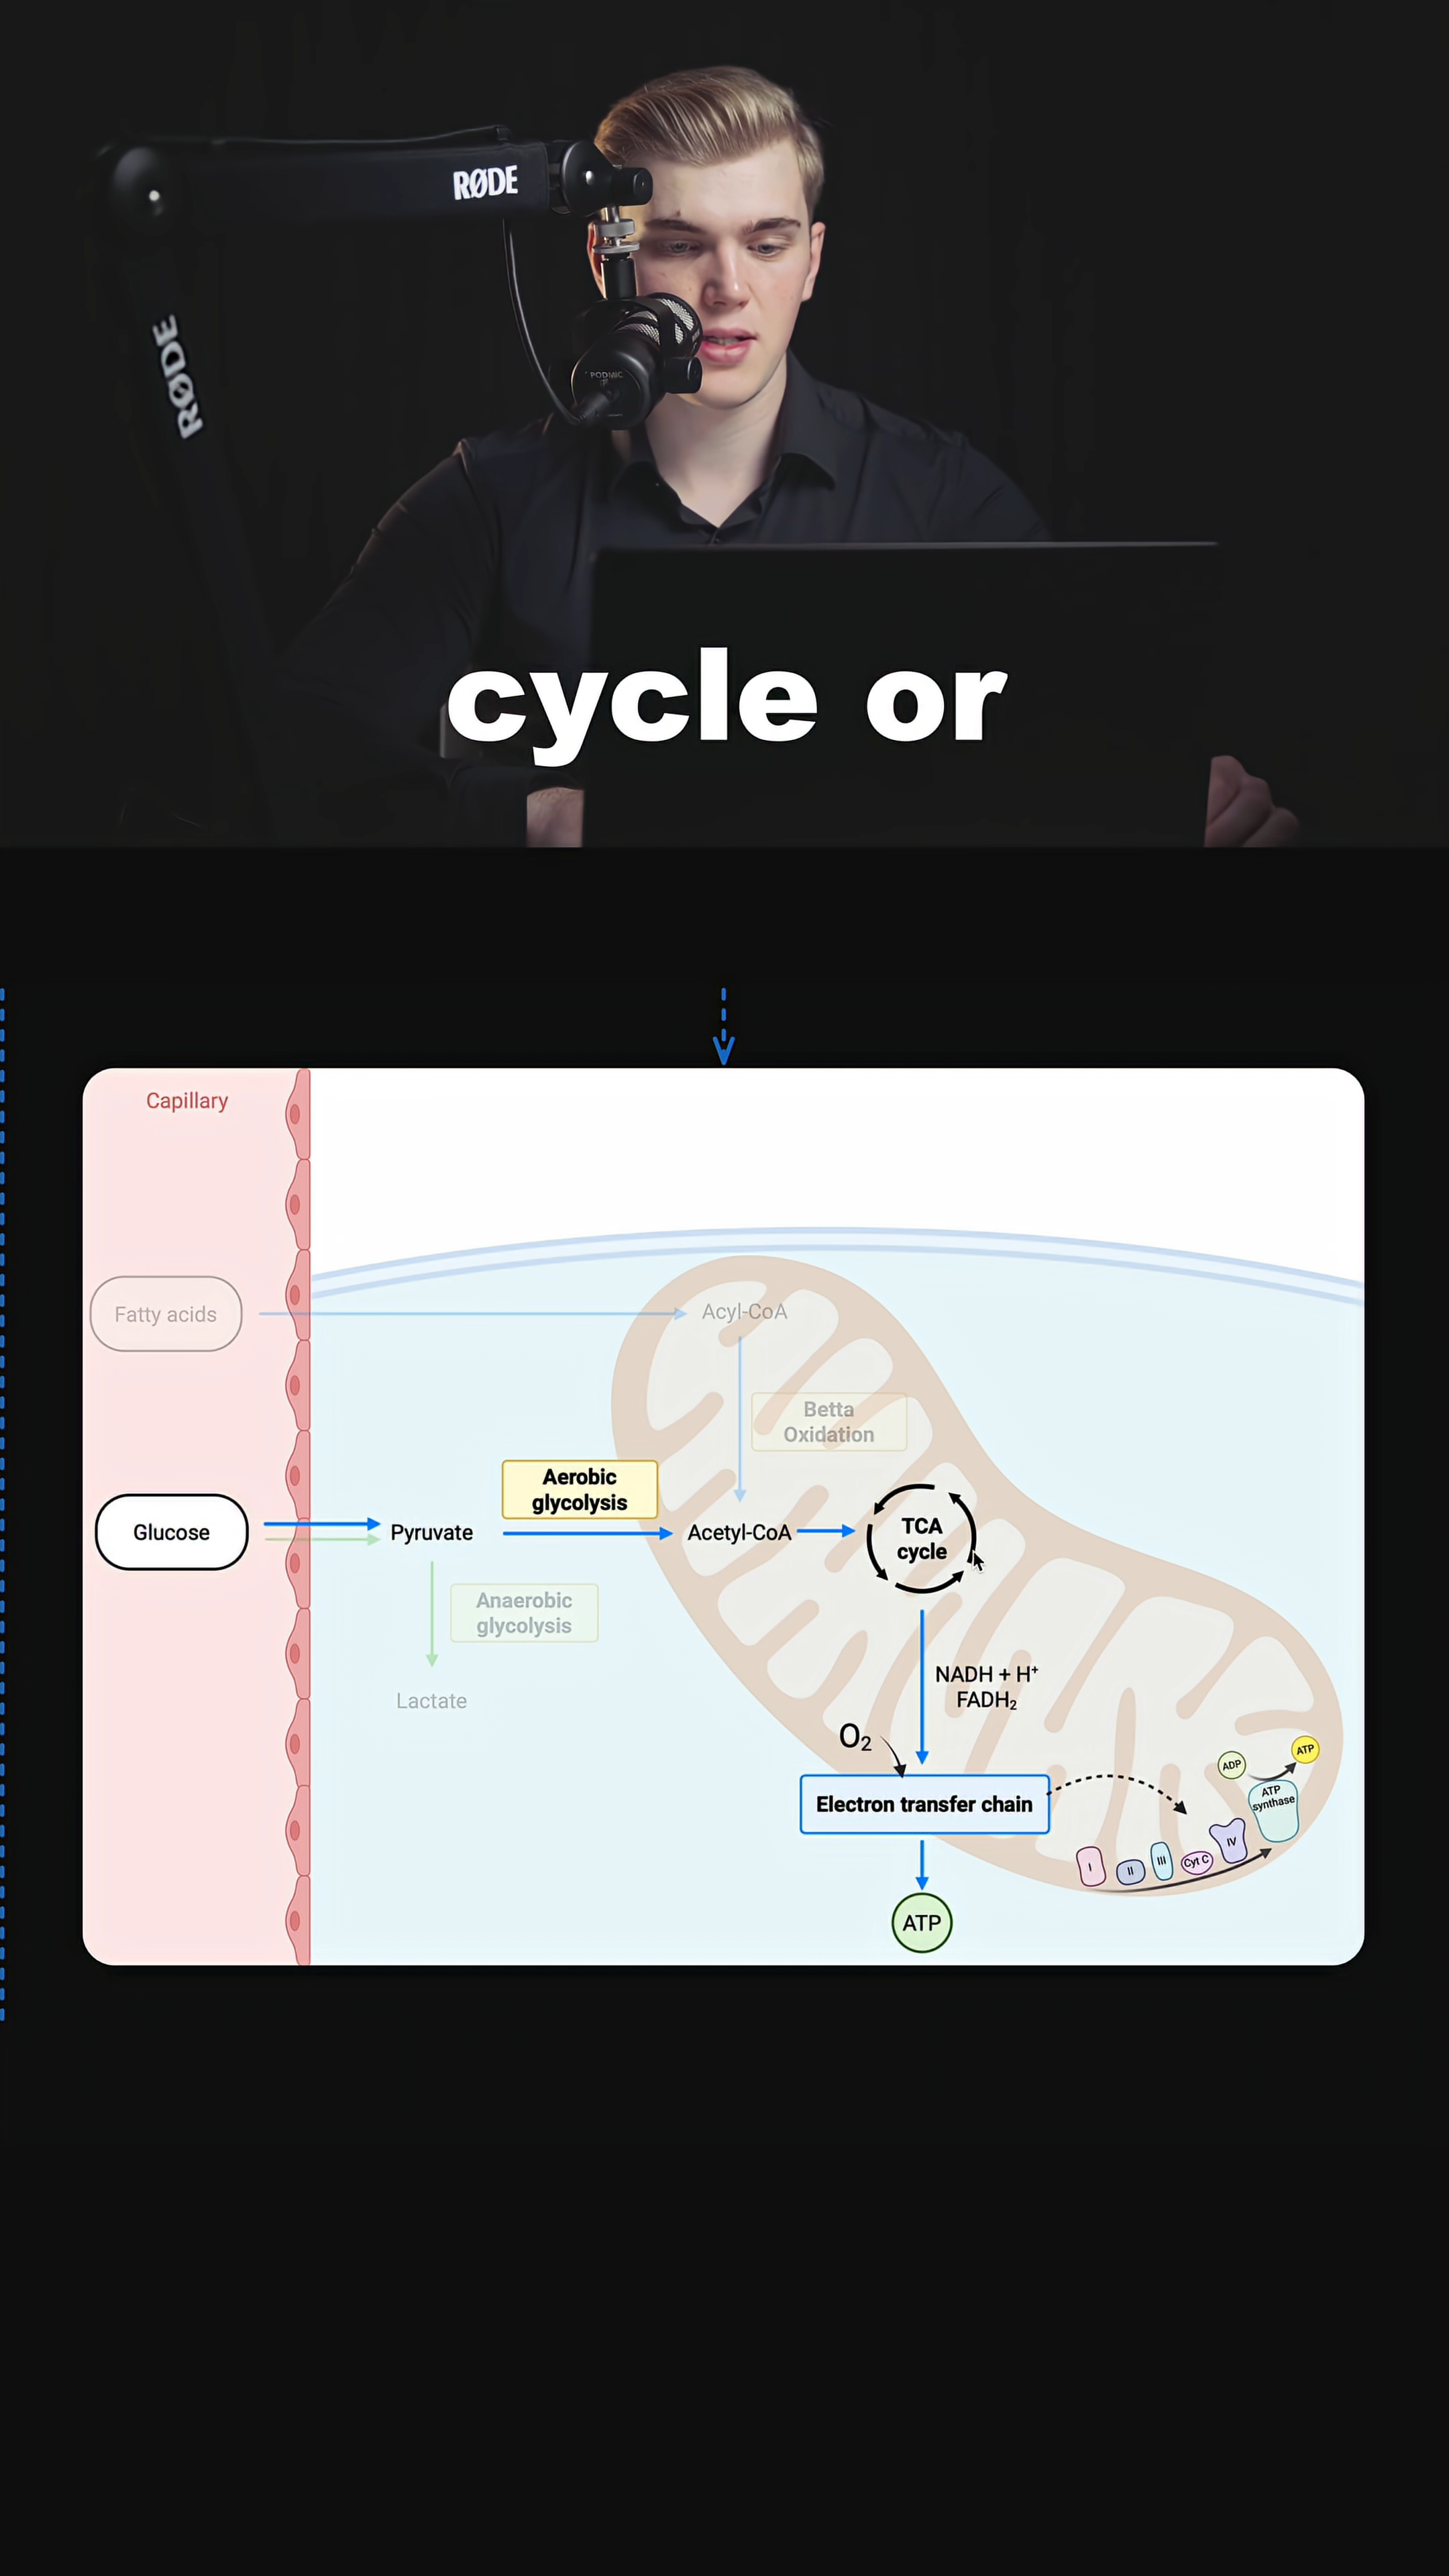 RØDE
RØDE
PODMIC
cycle or
Capillary
Fatty acids
Acyl-CoA
Betta
Oxidation
Aerobic
glycolysis
Glucose
Pyruvate
Acetyl-CoA
TCA
cycle
Anaerobic
glycolysis
Lactate
NADH + H⁺
FADH₂
O₂
Electron transfer chain
ADP
ATP
ATP
synthase
I
II
III
Cyt C
IV
ATP